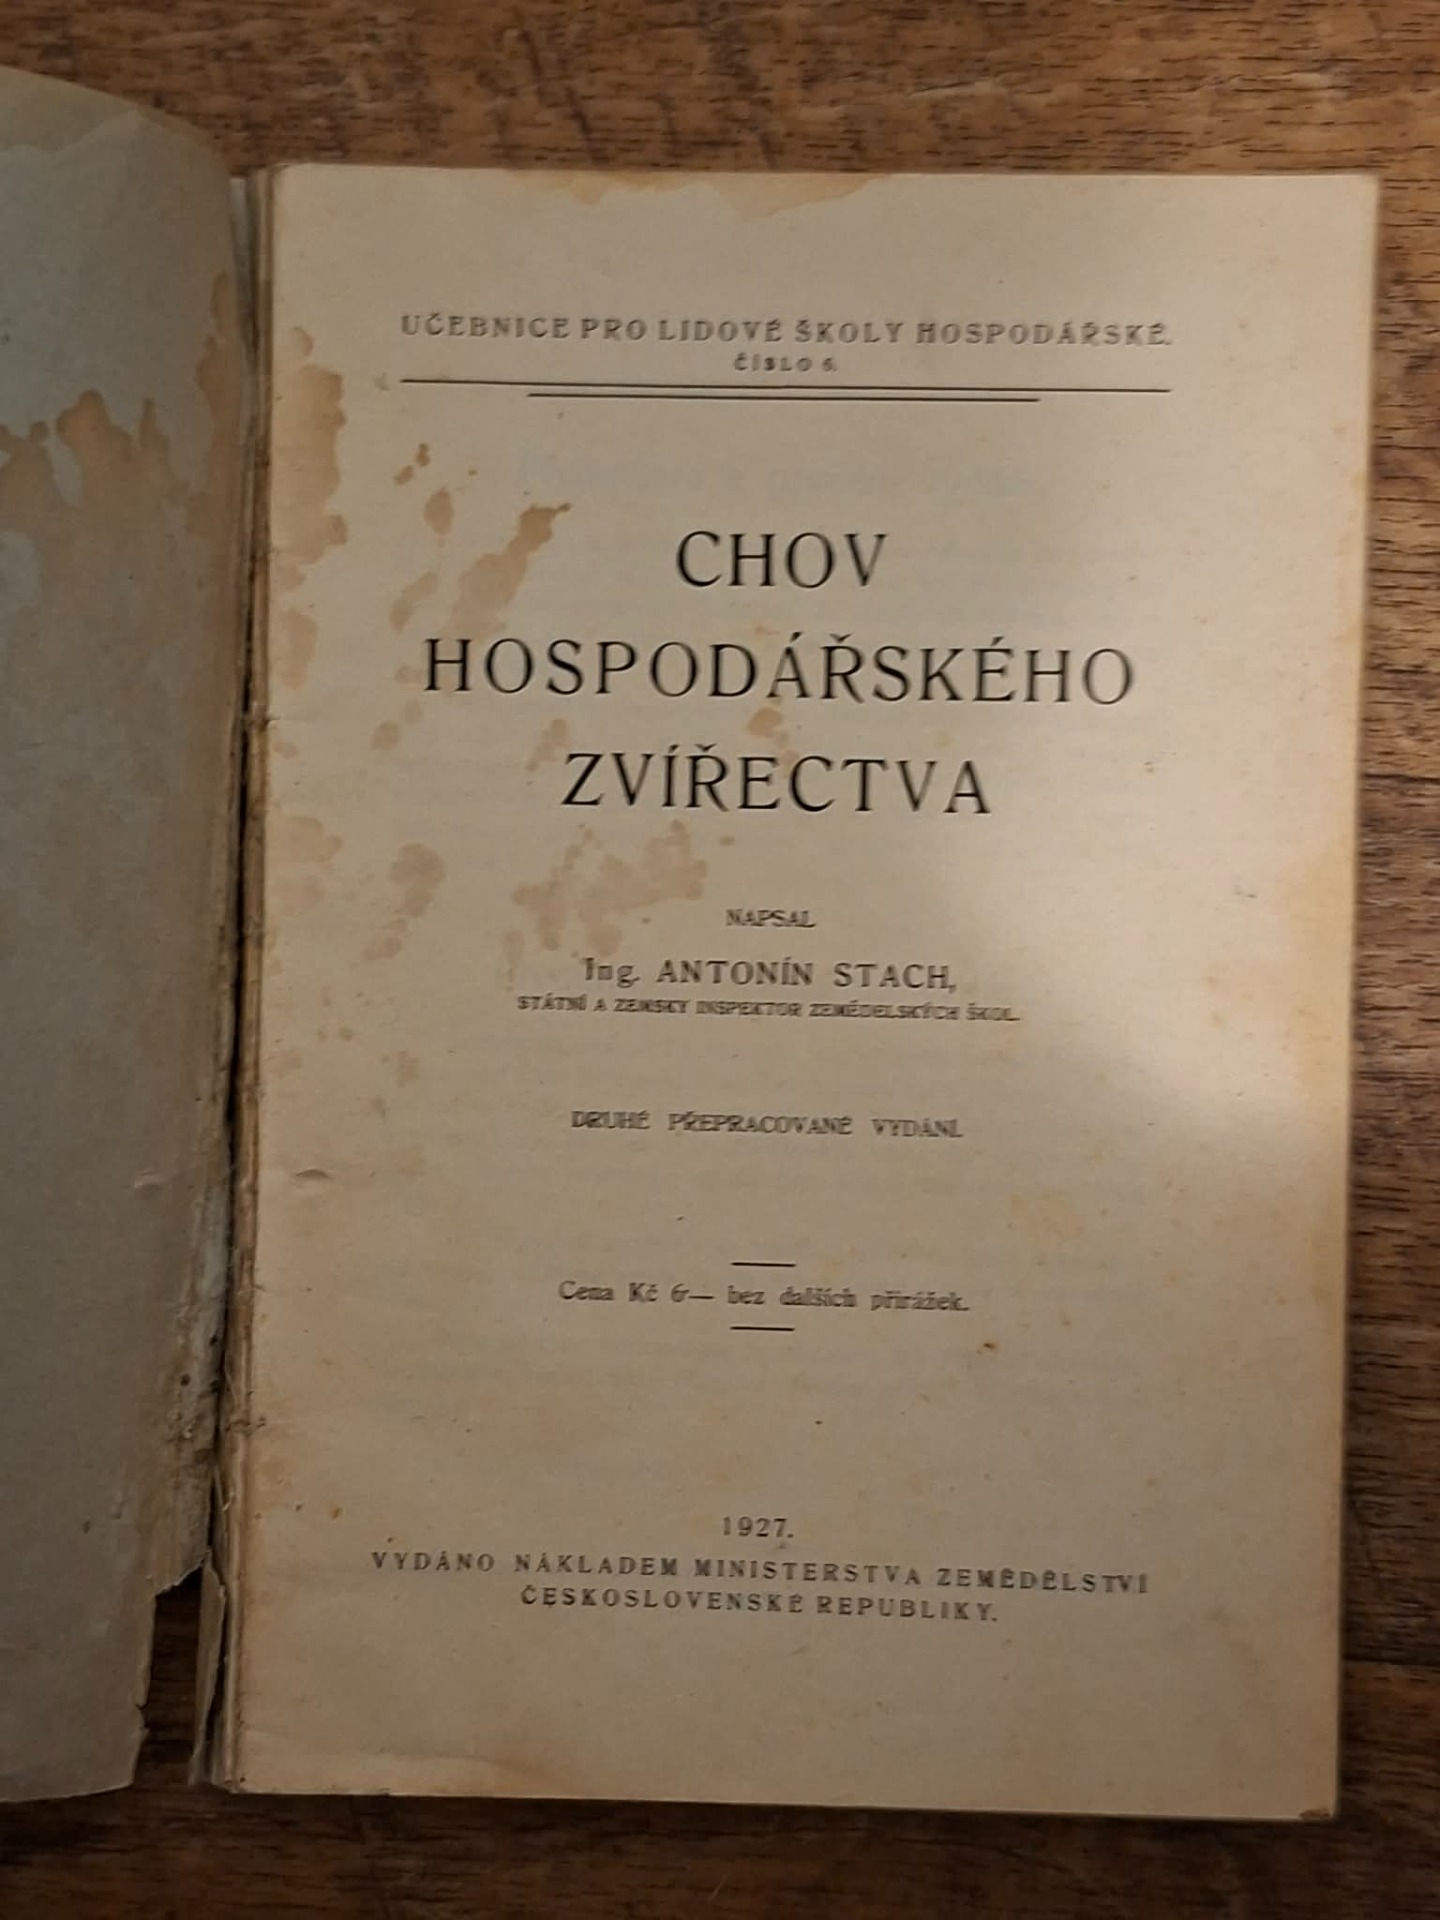 UČEBNICE PRO LIDOVÉ ŠKOLY HOSPODÁŘSKÉ.
ČÍSLO 6.
CHOV
HOSPODÁŘSKÉHO
ZVÍŘECTVA
NAPSAL
Ing. ANTONÍN STACH,
STÁTNÍ A ZEMSKÝ INSPEKTOR ZEMĚDĚLSKÝCH ŠKOL.
DRUHÉ PŘEPRACOVANÉ VYDÁNÍ.
Cena Kč 6·— bez dalších přirážek.
1927.
VYDÁNO NÁKLADEM MINISTERSTVA ZEMĚDĚLSTVÍ
ČESKOSLOVENSKÉ REPUBLIKY.